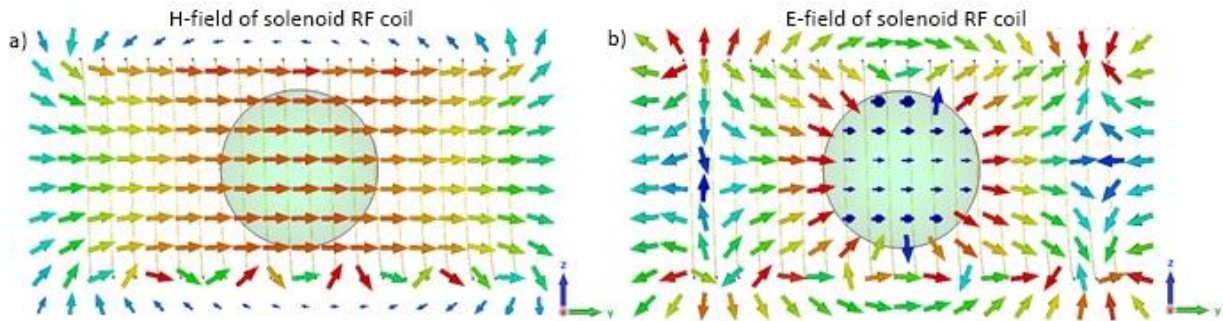 H-field of solenoid RF coil
E-field of solenoid RF coil
a)
b)
z
y
z
y